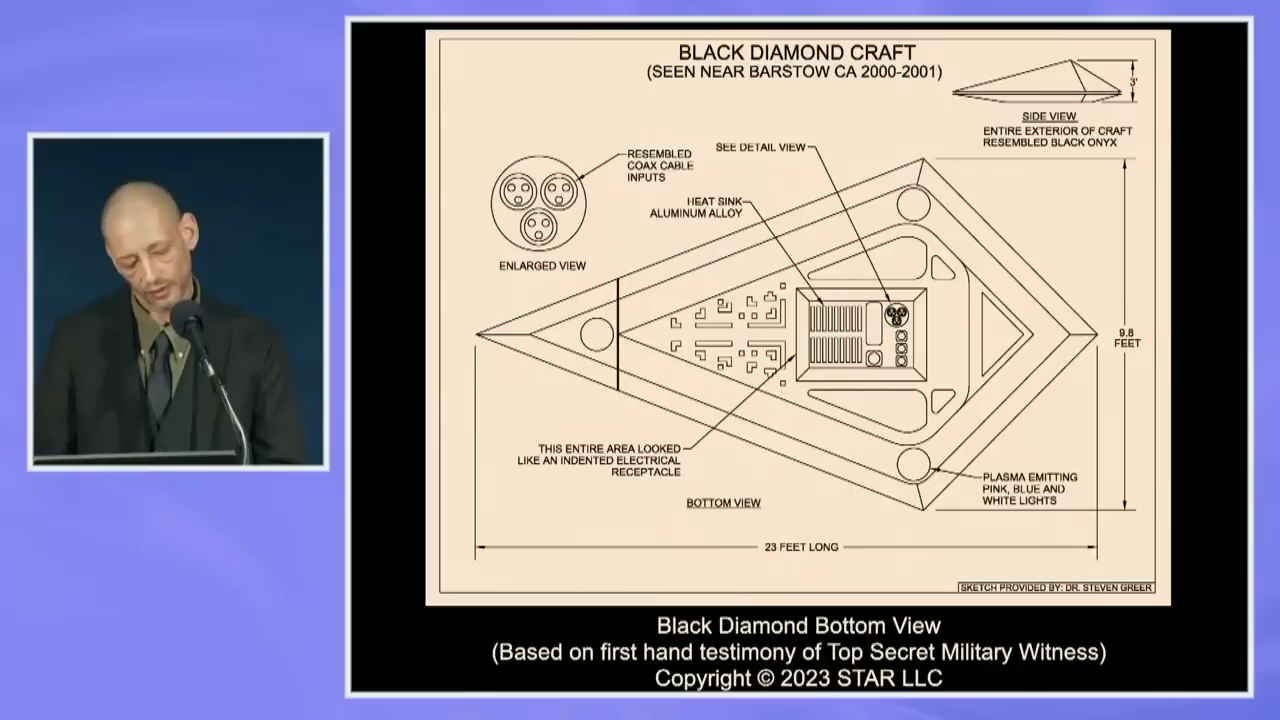 BLACK DIAMOND CRAFT
(SEEN NEAR BARSTOW CA 2000-2001)
3'
SIDE VIEW
ENTIRE EXTERIOR OF CRAFT
RESEMBLED BLACK ONYX
SEE DETAIL VIEW
RESEMBLED
COAX CABLE
INPUTS
HEAT SINK
ALUMINUM ALLOY
ENLARGED VIEW
9.8
FEET
THIS ENTIRE AREA LOOKED
LIKE AN INDENTED ELECTRICAL
RECEPTACLE
PLASMA EMITTING
PINK, BLUE AND
WHITE LIGHTS
BOTTOM VIEW
23 FEET LONG
SKETCH PROVIDED BY: DR. STEVEN GREER
Black Diamond Bottom View
(Based on first hand testimony of Top Secret Military Witness)
Copyright © 2023 STAR LLC